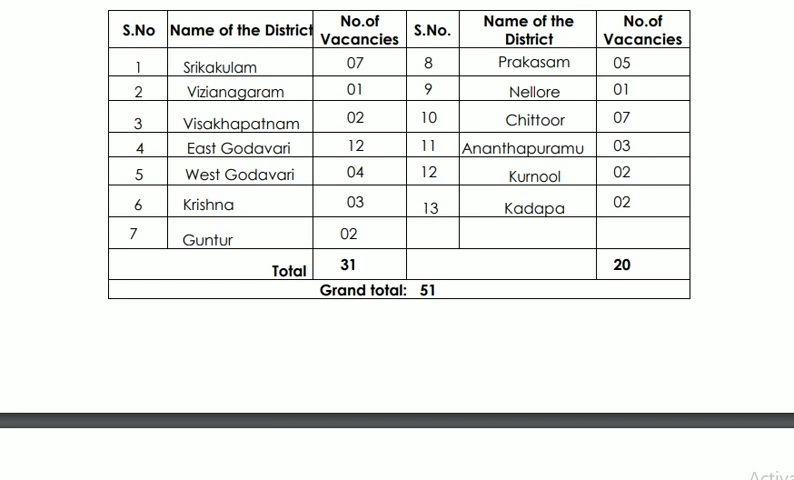 S.No Name of the District No.of Vacancies S.No. Name of the District No.of Vacancies
1 Srikakulam 07 8 Prakasam 05
2 Vizianagaram 01 9 Nellore 01
3 Visakhapatnam 02 10 Chittoor 07
4 East Godavari 12 11 Ananthapuramu 03
5 West Godavari 04 12 Kurnool 02
6 Krishna 03 13 Kadapa 02
7 Guntur 02
Total 31 20
Grand total: 51